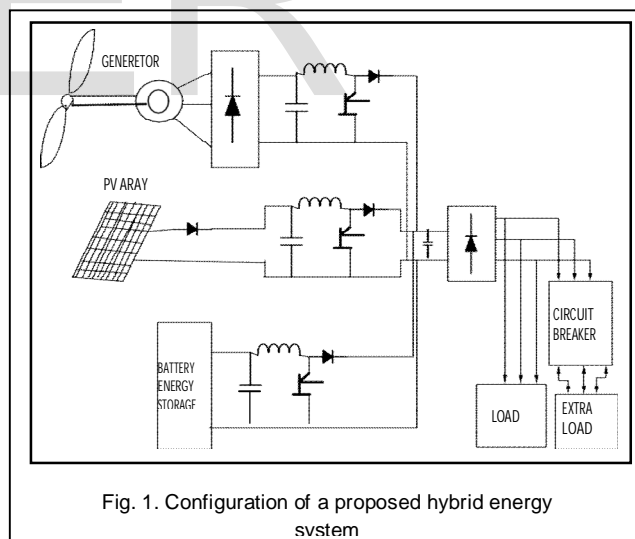 ER
GENERETOR
PV ARAY
BATTERY
ENERGY
STORAGE
CIRCUIT
BREAKER
LOAD
EXTRA
LOAD
Fig. 1. Configuration of a proposed hybrid energy
system